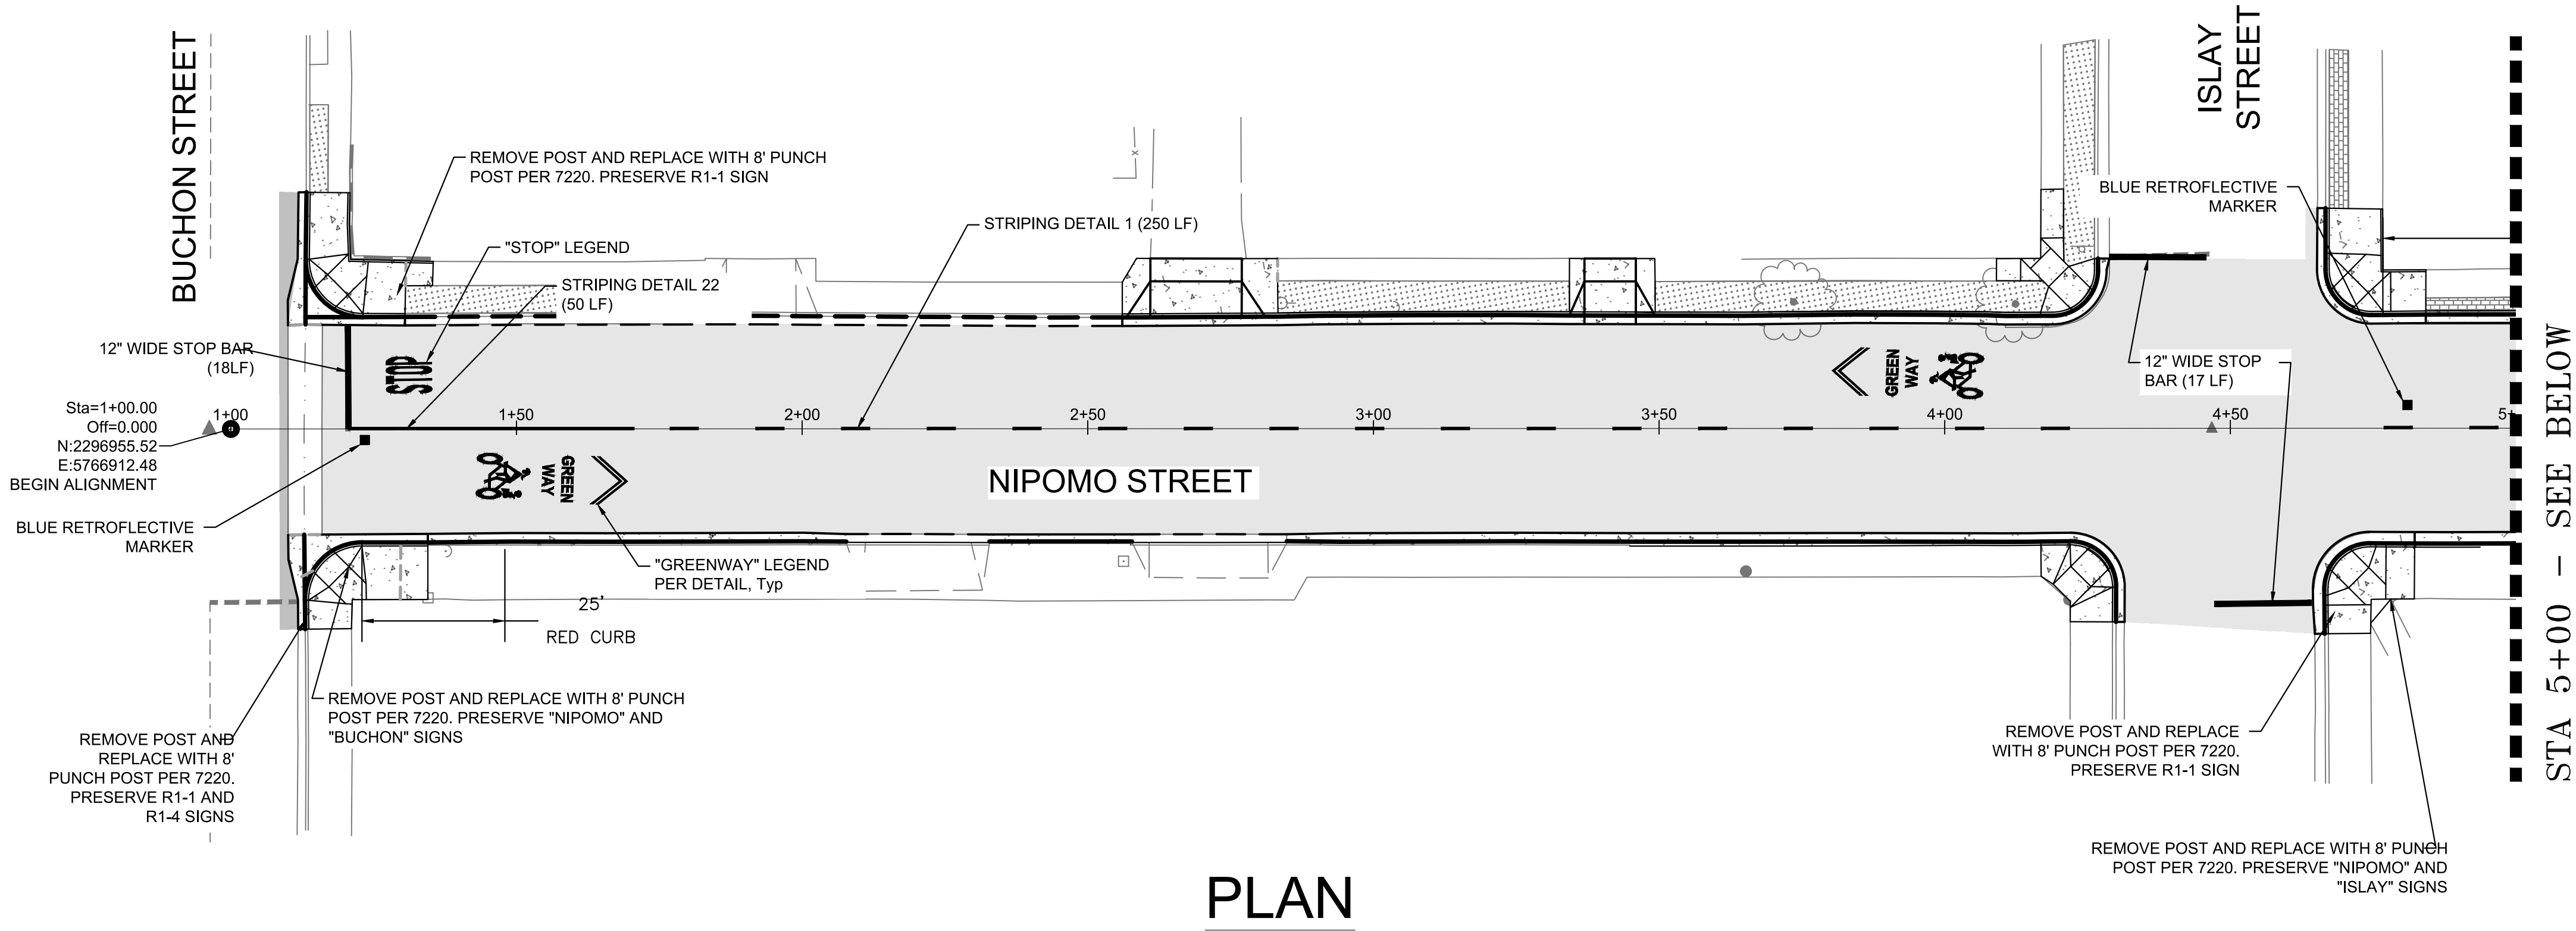 BUCHON STREET
ISLAY
STREET
REMOVE POST AND REPLACE WITH 8' PUNCH
POST PER 7220. PRESERVE R1-1 SIGN
BLUE RETROFLECTIVE
MARKER
STRIPING DETAIL 1 (250 LF)
"STOP" LEGEND
STRIPING DETAIL 22
(50 LF)
12" WIDE STOP BAR
(18LF)
STOP
GREEN
WAY
12" WIDE STOP
BAR (17 LF)
Sta=1+00.00
Off=0.000
N:2296955.52
E:5766912.48
BEGIN ALIGNMENT
1+00
1+50
2+00
2+50
3+00
3+50
4+00
4+50
5+
GREEN
WAY
NIPOMO STREET
BLUE RETROFLECTIVE
MARKER
"GREENWAY" LEGEND
PER DETAIL, Typ
25'
RED CURB
REMOVE POST AND REPLACE WITH 8' PUNCH
POST PER 7220. PRESERVE "NIPOMO" AND
"BUCHON" SIGNS
REMOVE POST AND
REPLACE WITH 8'
PUNCH POST PER 7220.
PRESERVE R1-1 AND
R1-4 SIGNS
REMOVE POST AND REPLACE
WITH 8' PUNCH POST PER 7220.
PRESERVE R1-1 SIGN
REMOVE POST AND REPLACE WITH 8' PUNCH
POST PER 7220. PRESERVE "NIPOMO" AND
"ISLAY" SIGNS
STA 5+00 - SEE BELOW
PLAN